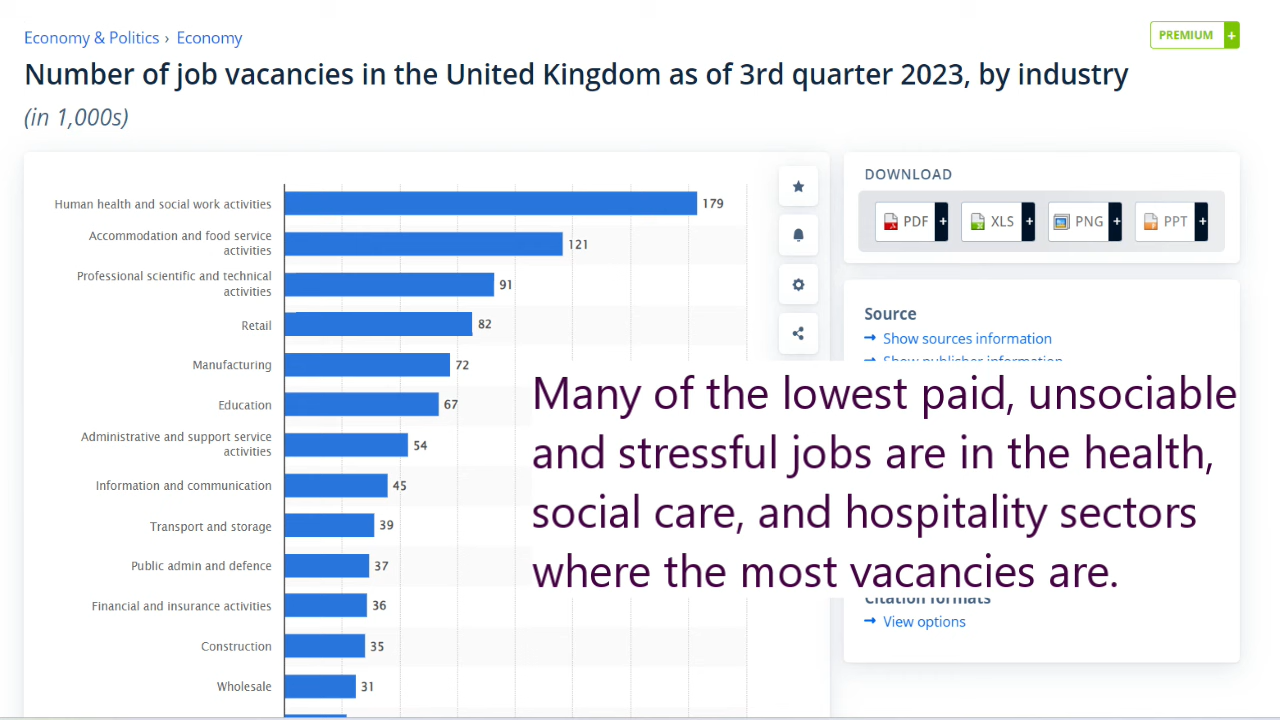 Economy & Politics › Economy
PREMIUM +
Number of job vacancies in the United Kingdom as of 3rd quarter 2023, by industry
(in 1,000s)
Human health and social work activities 179
Accommodation and food service
activities 121
Professional scientific and technical
activities 91
Retail 82
Manufacturing 72
Education 67
Administrative and support service
activities 54
Information and communication 45
Transport and storage 39
Public admin and defence 37
Financial and insurance activities 36
Construction 35
Wholesale 31
DOWNLOAD
PDF + XLS + PNG + PPT +
Source
→ Show sources information
→ Show publisher information
Many of the lowest paid, unsociable
and stressful jobs are in the health,
social care, and hospitality sectors
where the most vacancies are.
Citation formats
→ View options